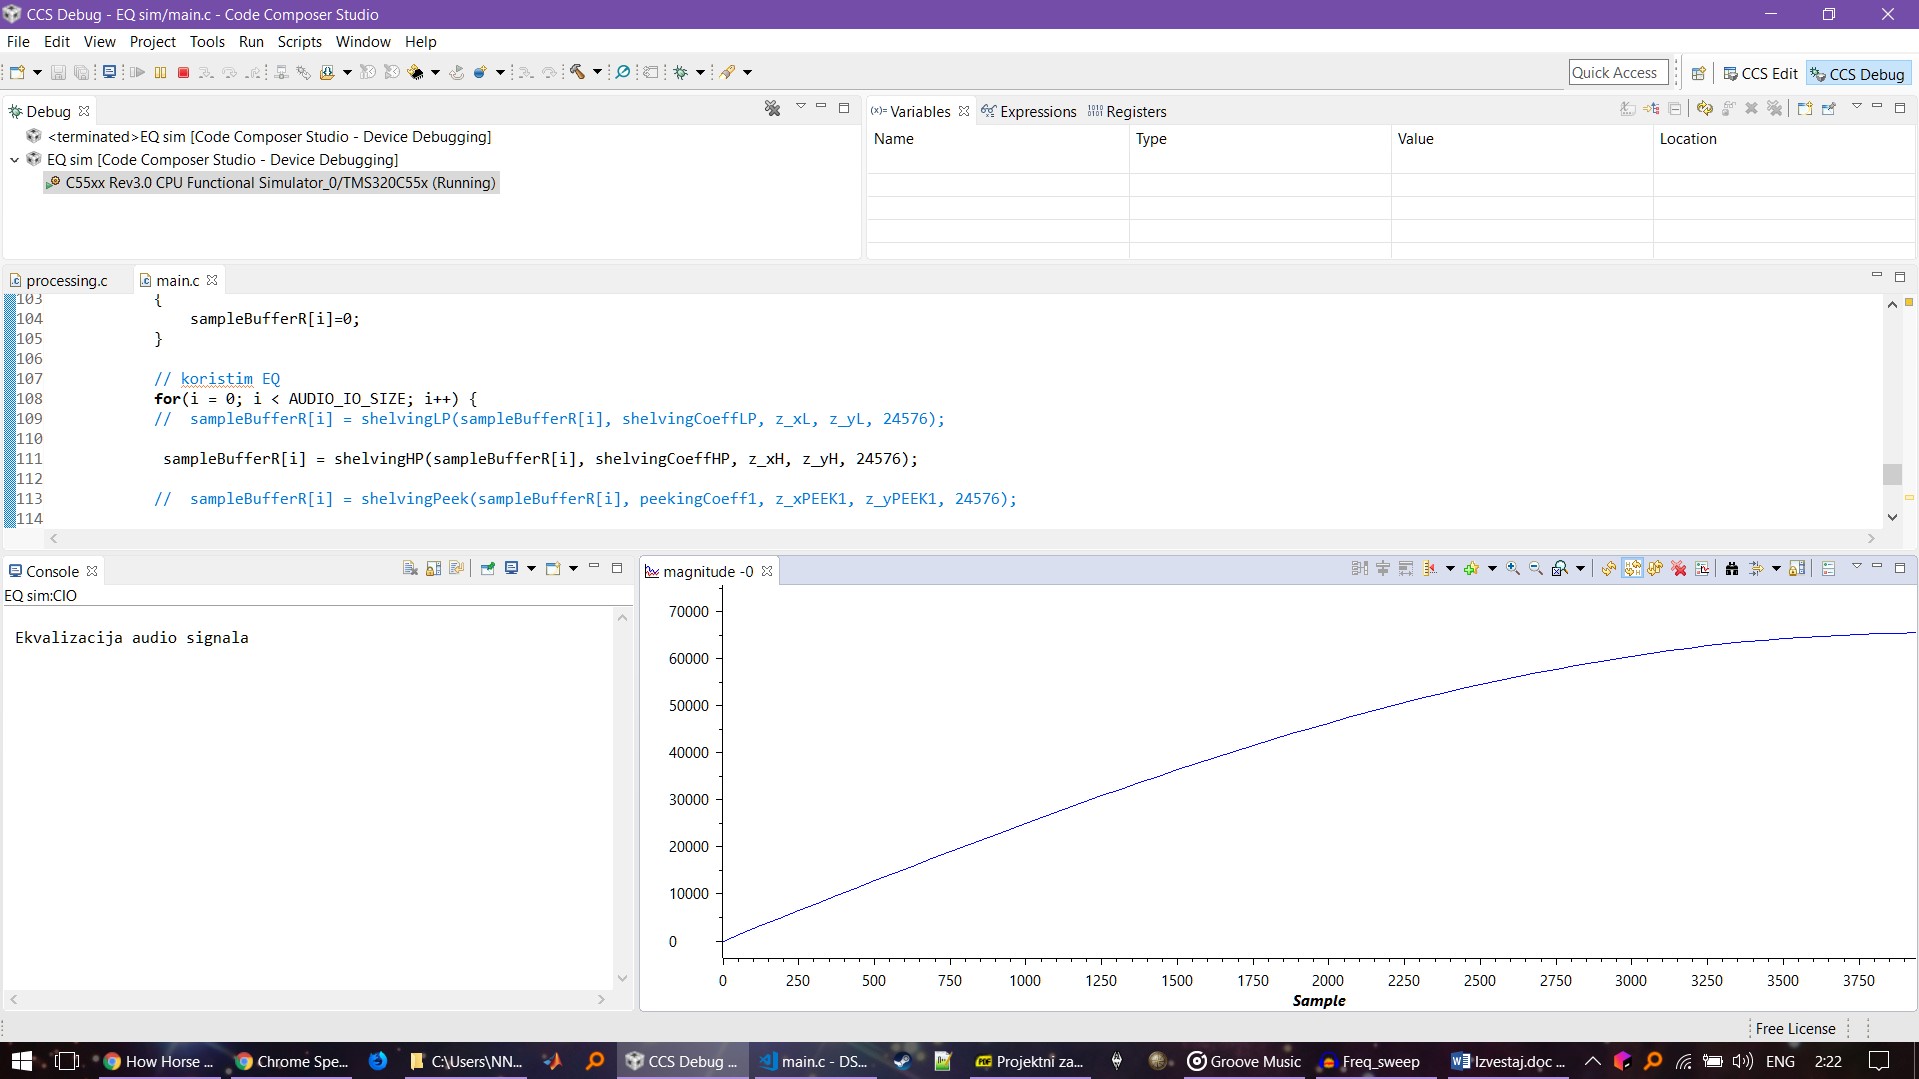 CCS Debug - EQ sim/main.c - Code Composer Studio
File Edit View Project Tools Run Scripts Window Help
Quick Access
CCS Edit
CCS Debug
Debug
<terminated>EQ sim [Code Composer Studio - Device Debugging]
EQ sim [Code Composer Studio - Device Debugging]
C55xx Rev3.0 CPU Functional Simulator_0/TMS320C55x (Running)
(x)= Variables Expressions Registers
Name Type Value Location
processing.c main.c
103 {
104 sampleBufferR[i]=0;
105 }
106
107 // koristim EQ
108 for(i = 0; i < AUDIO_IO_SIZE; i++) {
109 // sampleBufferR[i] = shelvingLP(sampleBufferR[i], shelvingCoeffLP, z_xL, z_yL, 24576);
110
111 sampleBufferR[i] = shelvingHP(sampleBufferR[i], shelvingCoeffHP, z_xH, z_yH, 24576);
112
113 // sampleBufferR[i] = shelvingPeek(sampleBufferR[i], peekingCoeff1, z_xPEEK1, z_yPEEK1, 24576);
114
Console
EQ sim:CIO
Ekvalizacija audio signala
magnitude -0
70000
60000
50000
40000
30000
20000
10000
0
0 250 500 750 1000 1250 1500 1750 2000 2250 2500 2750 3000 3250 3500 3750
Sample
Free License
How Horse ... Chrome Spe... C:\Users\NN... CCS Debug ... main.c - DS... Projektni za... Groove Music Freq_sweep Izvestaj.doc ... ENG 2:22